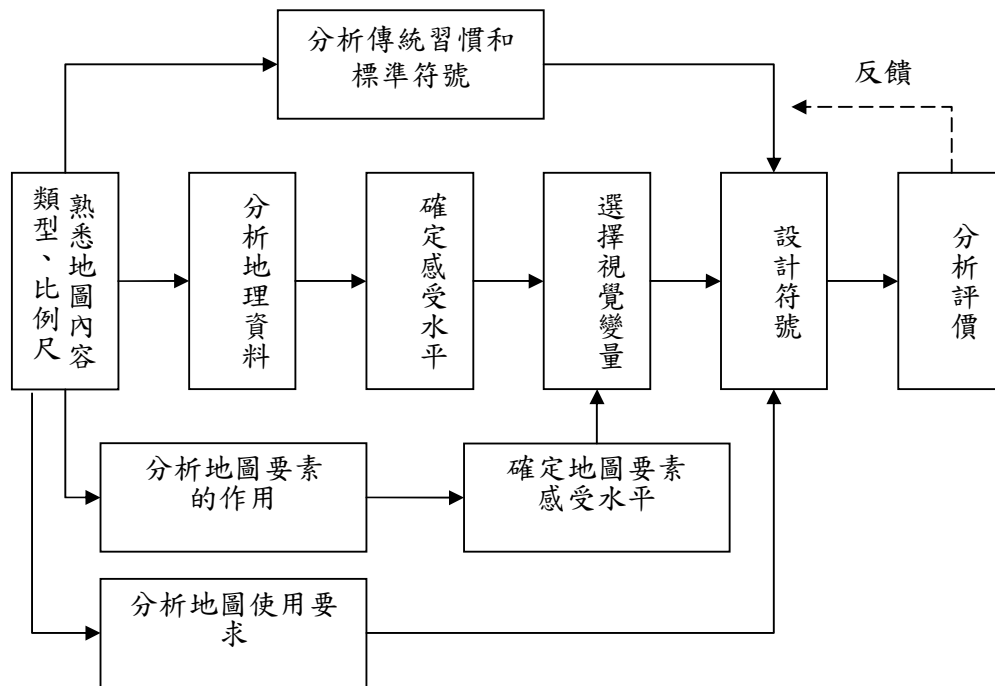 分析傳統習慣和
標準符號
反饋
熟悉地圖內容
類型、比例尺
分析地理資料
確定感受水平
選擇視覺變量
設計符號
分析評價
分析地圖要素
的作用
確定地圖要素
感受水平
分析地圖使用要
求